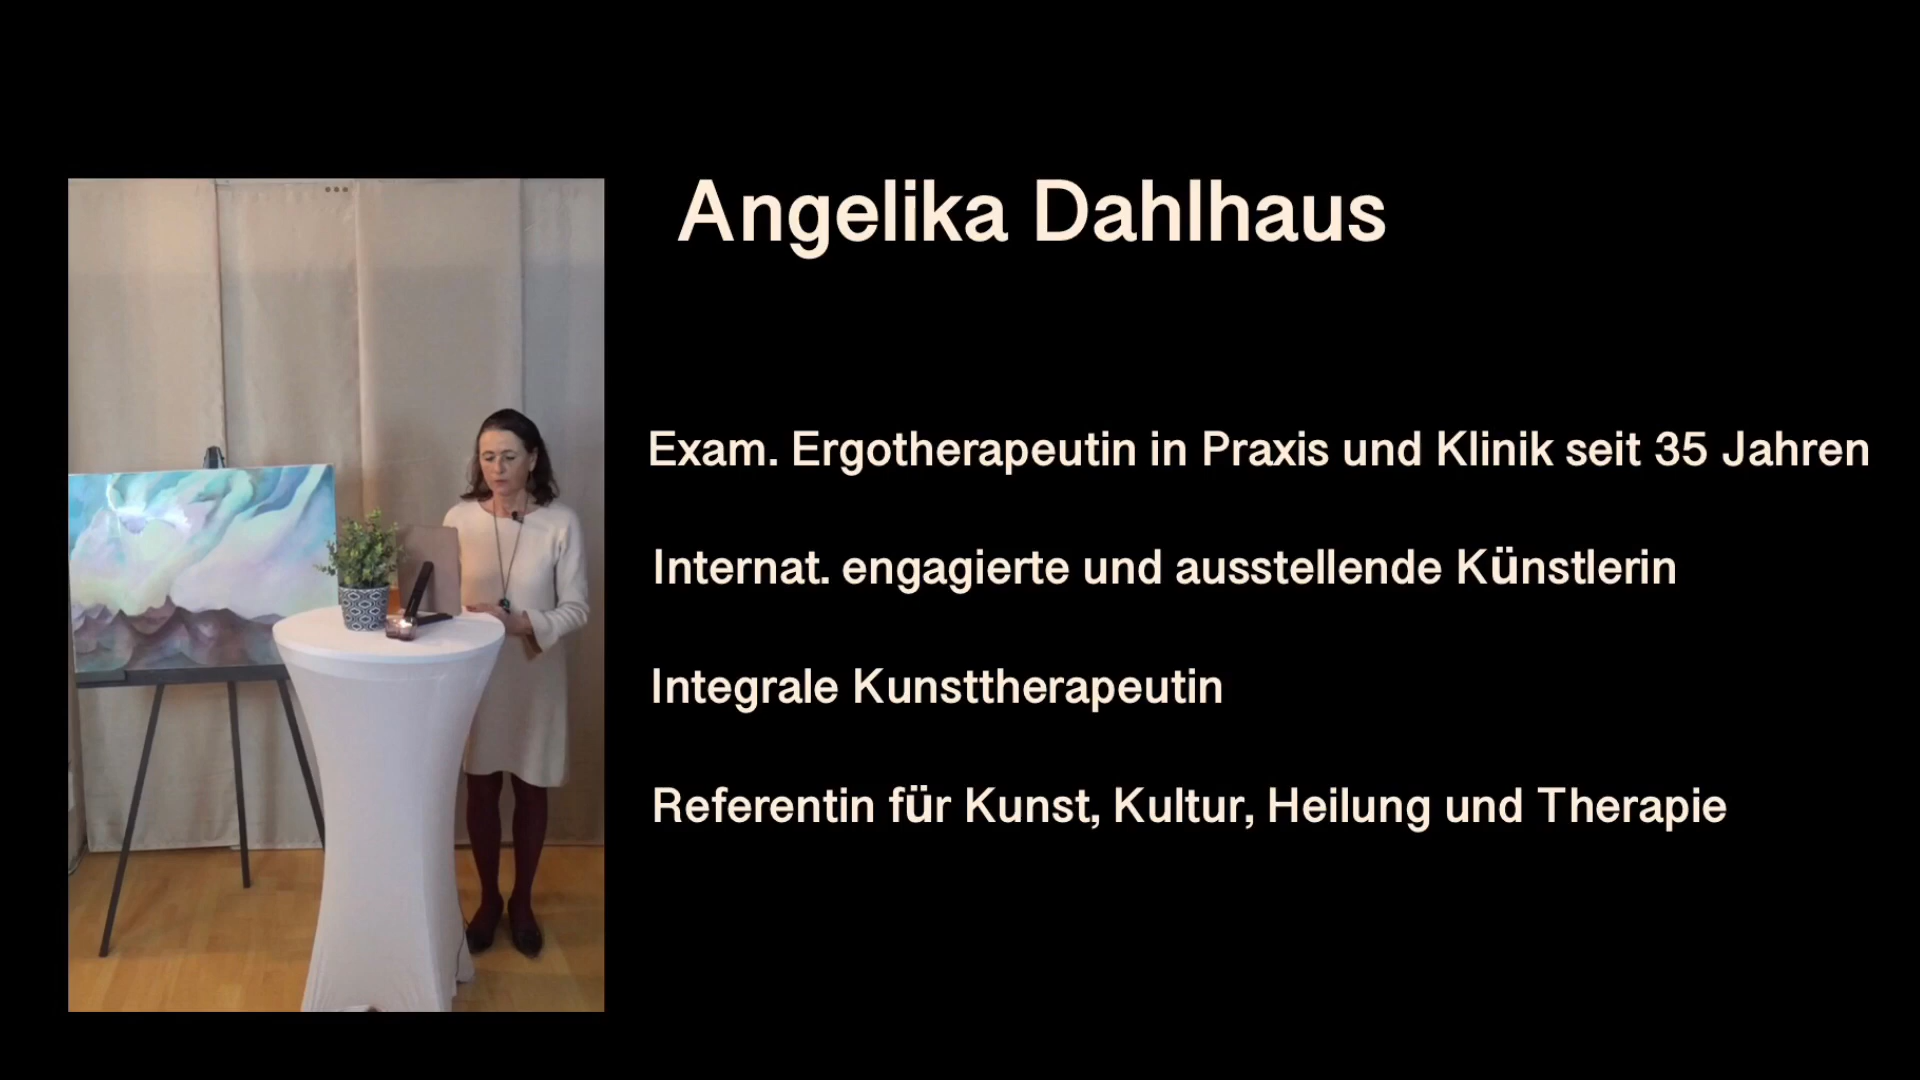 Angelika Dahlhaus
Exam. Ergotherapeutin in Praxis und Klinik seit 35 Jahren
Internat. engagierte und ausstellende Künstlerin
Integrale Kunsttherapeutin
Referentin für Kunst, Kultur, Heilung und Therapie